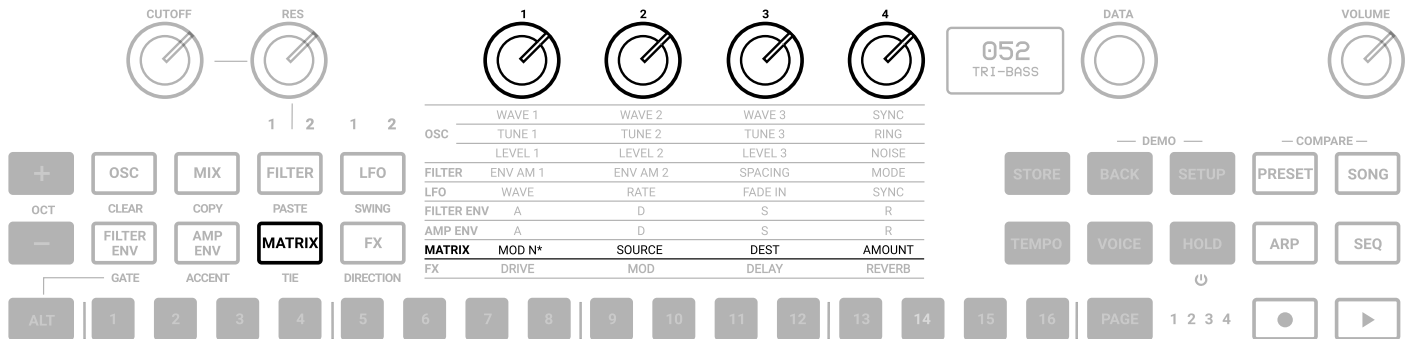 CUTOFF RES 1 2 3 4 DATA VOLUME
052
TRI-BASS
WAVE 1 WAVE 2 WAVE 3 SYNC
1 2 1 2
OSC TUNE 1 TUNE 2 TUNE 3 RING
LEVEL 1 LEVEL 2 LEVEL 3 NOISE
— DEMO — — COMPARE —
+ OSC MIX FILTER LFO
FILTER ENV AM 1 ENV AM 2 SPACING MODE
STORE BACK SETUP PRESET SONG
LFO WAVE RATE FADE IN SYNC
OCT CLEAR COPY PASTE SWING
FILTER ENV A D S R
AMP ENV A D S R
− FILTER ENV AMP ENV MATRIX FX
MATRIX MOD N* SOURCE DEST AMOUNT
TEMPO VOICE HOLD ARP SEQ
FX DRIVE MOD DELAY REVERB
GATE ACCENT TIE DIRECTION
ALT 1 2 3 4 5 6 7 8 9 10 11 12 13 14 15 16 PAGE 1 2 3 4